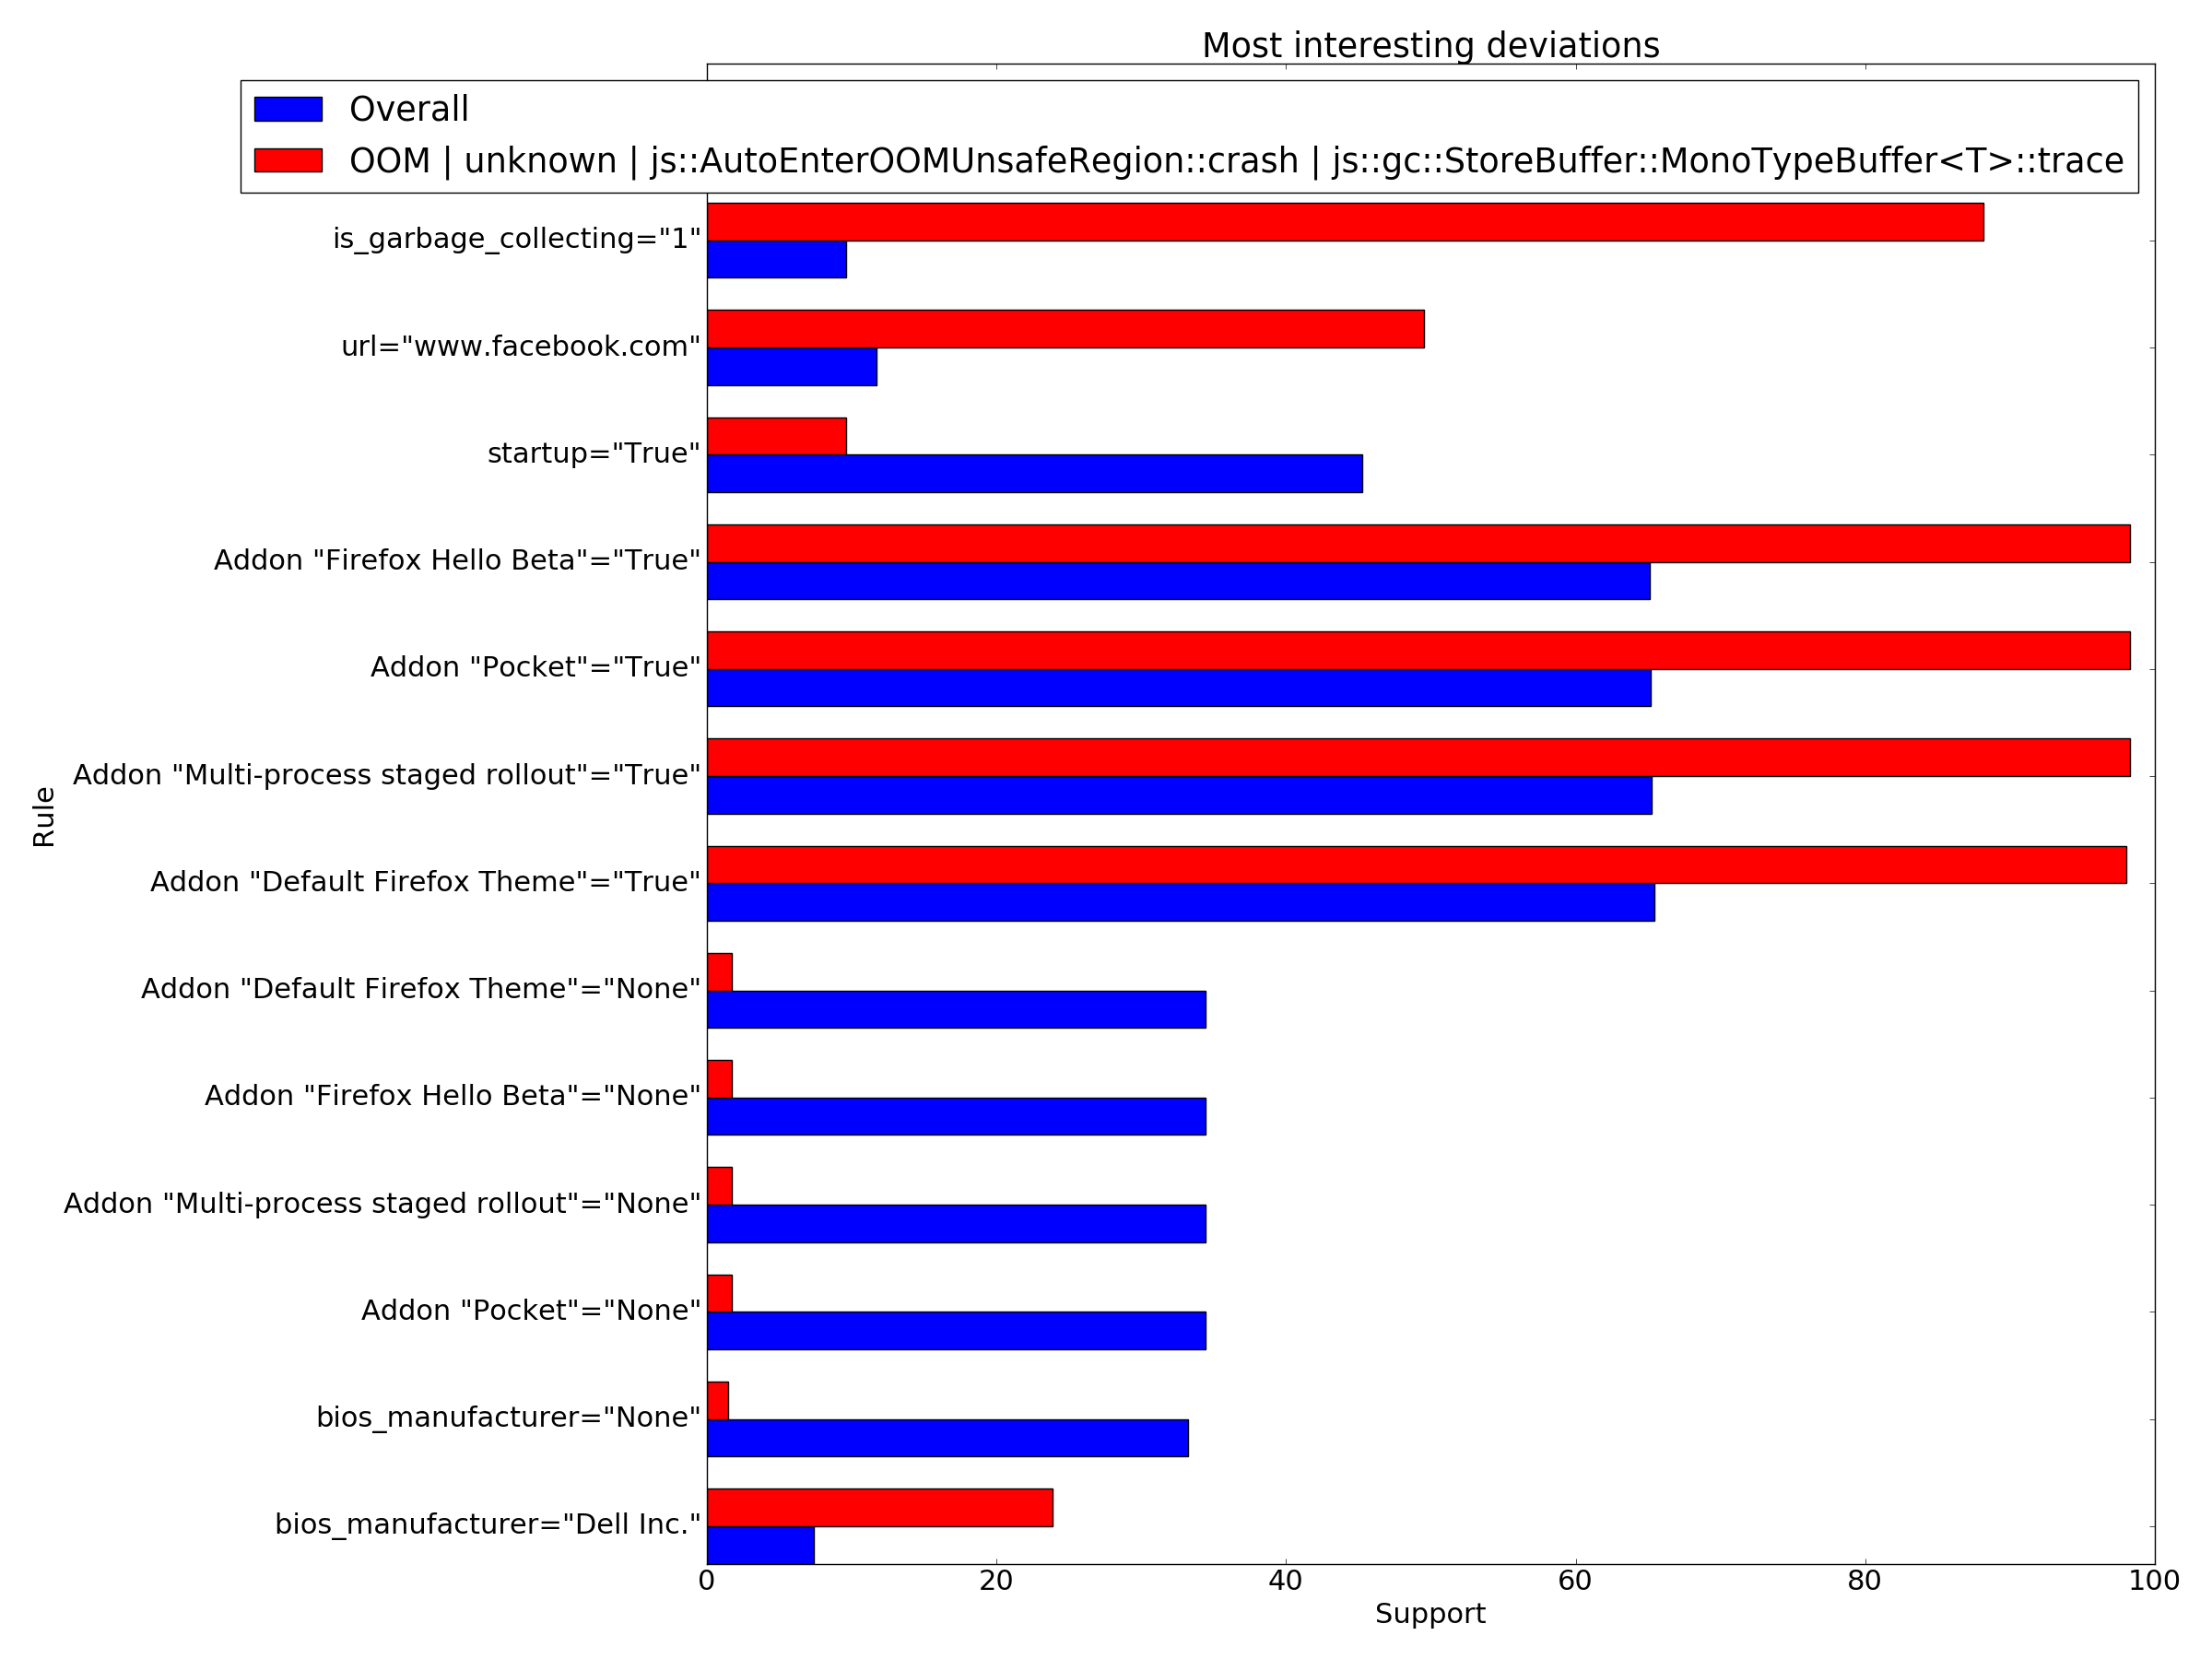 Most interesting deviations
Overall
OOM | unknown | js::AutoEnterOOMUnsafeRegion::crash | js::gc::StoreBuffer::MonoTypeBuffer<T>::trace
is_garbage_collecting="1"
url="www.facebook.com"
startup="True"
Addon "Firefox Hello Beta"="True"
Addon "Pocket"="True"
Addon "Multi-process staged rollout"="True"
Addon "Default Firefox Theme"="True"
Addon "Default Firefox Theme"="None"
Addon "Firefox Hello Beta"="None"
Addon "Multi-process staged rollout"="None"
Addon "Pocket"="None"
bios_manufacturer="None"
bios_manufacturer="Dell Inc."
Rule
0 20 40 60 80 100
Support